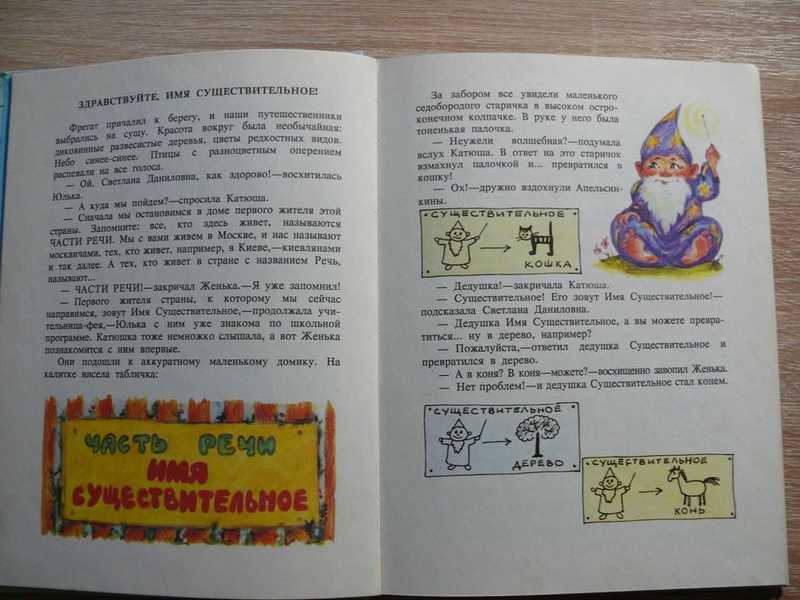 ЗДРАВСТВУЙТЕ, ИМЯ СУЩЕСТВИТЕЛЬНОЕ!
Фрегат причалил к берегу, и наши путешественники
выбрались на сушу. Красота вокруг была необычайная:
диковинные развесистые деревья, цветы редкостных видов.
Небо синее-синее. Птицы с разноцветным оперением
распевали на все голоса.
— Ой, Светлана Даниловна, как здорово!—восхитилась
Юлька.
— А куды мы пойдем?—спросила Катюша.
— Сначала мы остановимся в доме первого жителя этой
страны. Запомните: все, кто здесь живет, называются
ЧАСТИ РЕЧИ. Мы с вами живем в Москве, и нас называют
москвичами, тех, кто живет, например, в Киеве,—киевлянами
и так далее. А тех, кто живет в стране с названием Речь,
называют...
— ЧАСТИ РЕЧИ!—закричал Женька.—Я уже запомнил!
— Первого жителя страны, к которому мы сейчас
направимся, зовут Имя Существительное,—продолжала учи-
тельница-фея,—Юлька с ним уже знакома по школьной
программе. Катюшка тоже немножко слышала, а вот Женька
познакомится с ним впервые.
Они подошли к аккуратному маленькому домику. На
калитке висела табличка:
ЧАСТЬ РЕЧИ
ИМЯ
СУЩЕСТВИТЕЛЬНОЕ
За забором все увидели маленького
седобородого старичка в высоком остро-
конечном колпачке. В руке у него была
тоненькая палочка.
— Неужели волшебная?—подумала
вслух Катюша. В ответ на это старичок
взмахнул палочкой и... превратился в
кошку!
— Ох!—дружно вздохнули Апельсин-
кины.
СУЩЕСТВИТЕЛЬНОЕ
КОШКА
— Дедушка!—закричала Катюша.
— Существительное! Его зовут Имя Существительное!—
подсказала Светлана Даниловна.
— Дедушка Имя Существительное, а вы можете превра-
титься... ну в дерево, например?
— Пожалуйста,—ответил дедушка Существительное и
превратился в дерево.
— А в коня? В коня—можете?—восхищенно завопил Женька.
— Нет проблем!—и дедушка Существительное стал конем.
СУЩЕСТВИТЕЛЬНОЕ
ДЕРЕВО
СУЩЕСТВИТЕЛЬНОЕ
КОНЬ